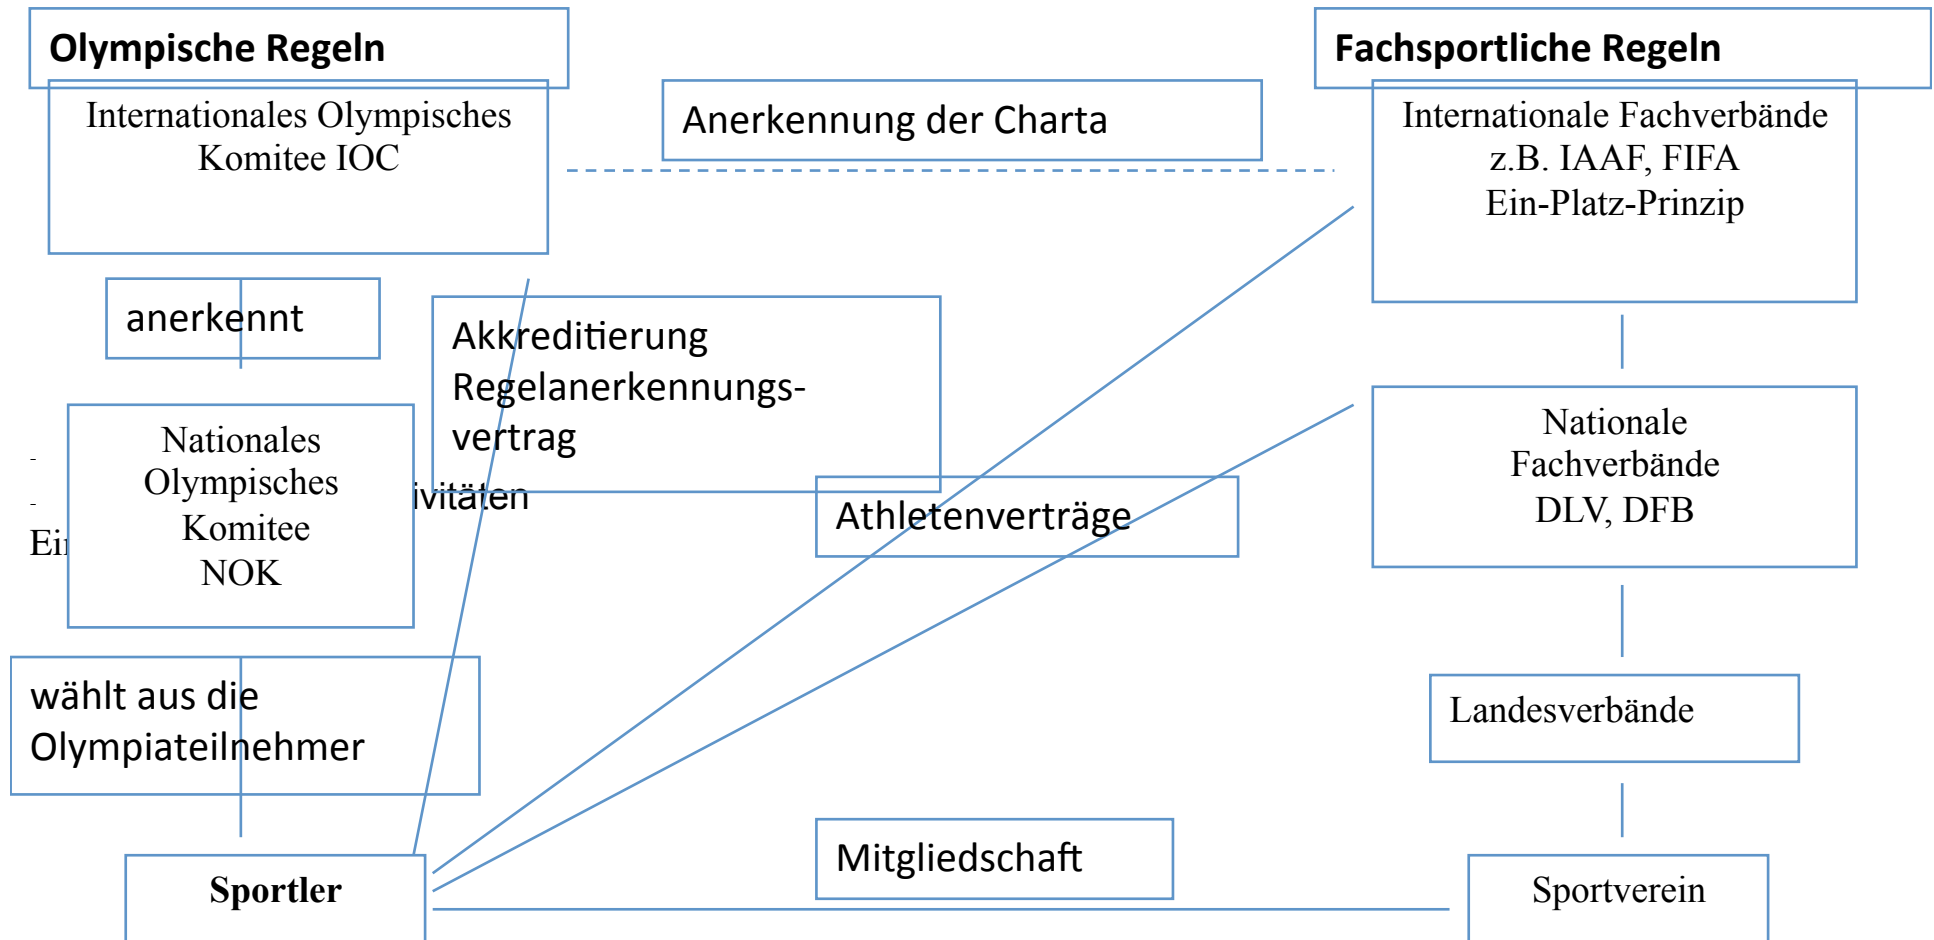 Olympische Regeln
Fachsportliche Regeln
Internationales Olympisches
Komitee IOC
Anerkennung der Charta
Internationale Fachverbände
z.B. IAAF, FIFA
Ein-Platz-Prinzip
anerkennt
Akkreditierung
Regelanerkennungs-
vertrag
Nationales
Olympisches
Komitee
NOK
-
-
ivitäten
Athletenverträge
Nationale
Fachverbände
DLV, DFB
wählt aus die
Olympiateilnehmer
Landesverbände
Mitgliedschaft
Sportler
Sportverein